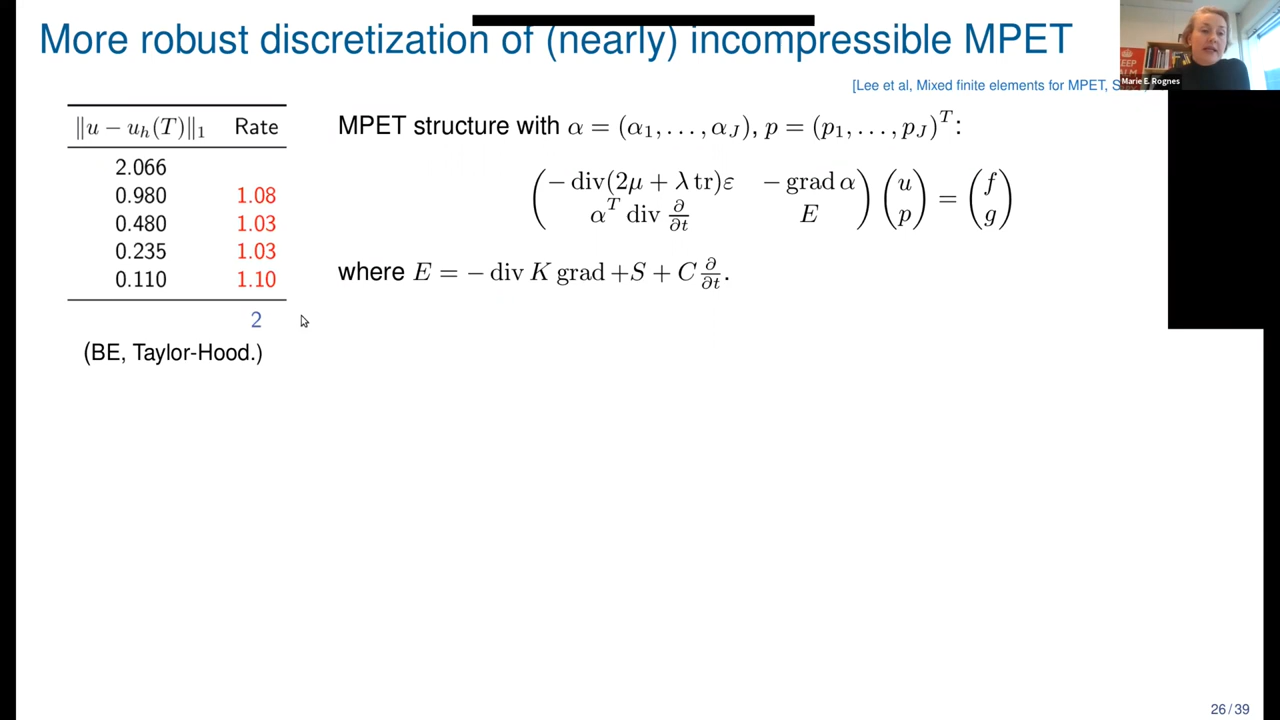 More robust discretization of (nearly) incompressible MPET
[Lee et al, Mixed finite elements for MPET, S
KEEP
CALM
Marie E. Rognes
‖u − u_h(T)‖_1 Rate
2.066
0.980 1.08
0.480 1.03
0.235 1.03
0.110 1.10
2
(BE, Taylor-Hood.)
MPET structure with α = (α_1, . . . , α_J), p = (p_1, . . . , p_J)^T:
( − div(2μ + λ tr)ε − grad α ) ( u ) = ( f )
( α^T div ∂/∂t E ) ( p ) ( g )
where E = − div K grad +S + C ∂/∂t.
26 / 39